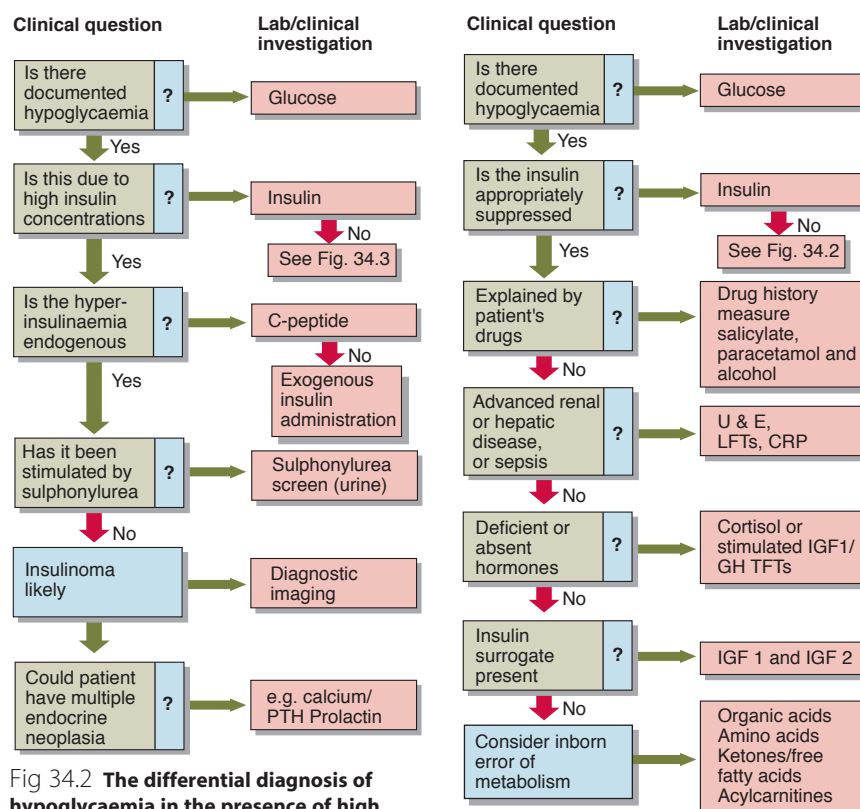 Clinical question
Lab/clinical
investigation
Is there
documented
hypoglycaemia
?
Glucose
Yes
Is this due to
high insulin
concentrations
?
Insulin
No
See Fig. 34.3
Yes
Is the hyper-
insulinaemia
endogenous
?
C-peptide
No
Exogenous
insulin
administration
Yes
Has it been
stimulated by
sulphonylurea
?
Sulphonylurea
screen (urine)
No
Insulinoma
likely
Diagnostic
imaging
Could patient
have multiple
endocrine
neoplasia
?
e.g. calcium/
PTH Prolactin
Fig 34.2 The differential diagnosis of
hypoglycaemia in the presence of high
Clinical question
Lab/clinical
investigation
Is there
documented
hypoglycaemia
?
Glucose
Yes
Is the insulin
appropriately
suppressed
?
Insulin
No
See Fig. 34.2
Yes
Explained by
patient's
drugs
?
Drug history
measure
salicylate,
paracetamol and
alcohol
No
Advanced renal
or hepatic
disease,
or sepsis
?
U & E,
LFTs, CRP
No
Deficient or
absent
hormones
?
Cortisol or
stimulated IGF1/
GH TFTs
No
Insulin
surrogate
present
?
IGF 1 and IGF 2
No
Consider inborn
error of
metabolism
Organic acids
Amino acids
Ketones/free
fatty acids
Acylcarnitines